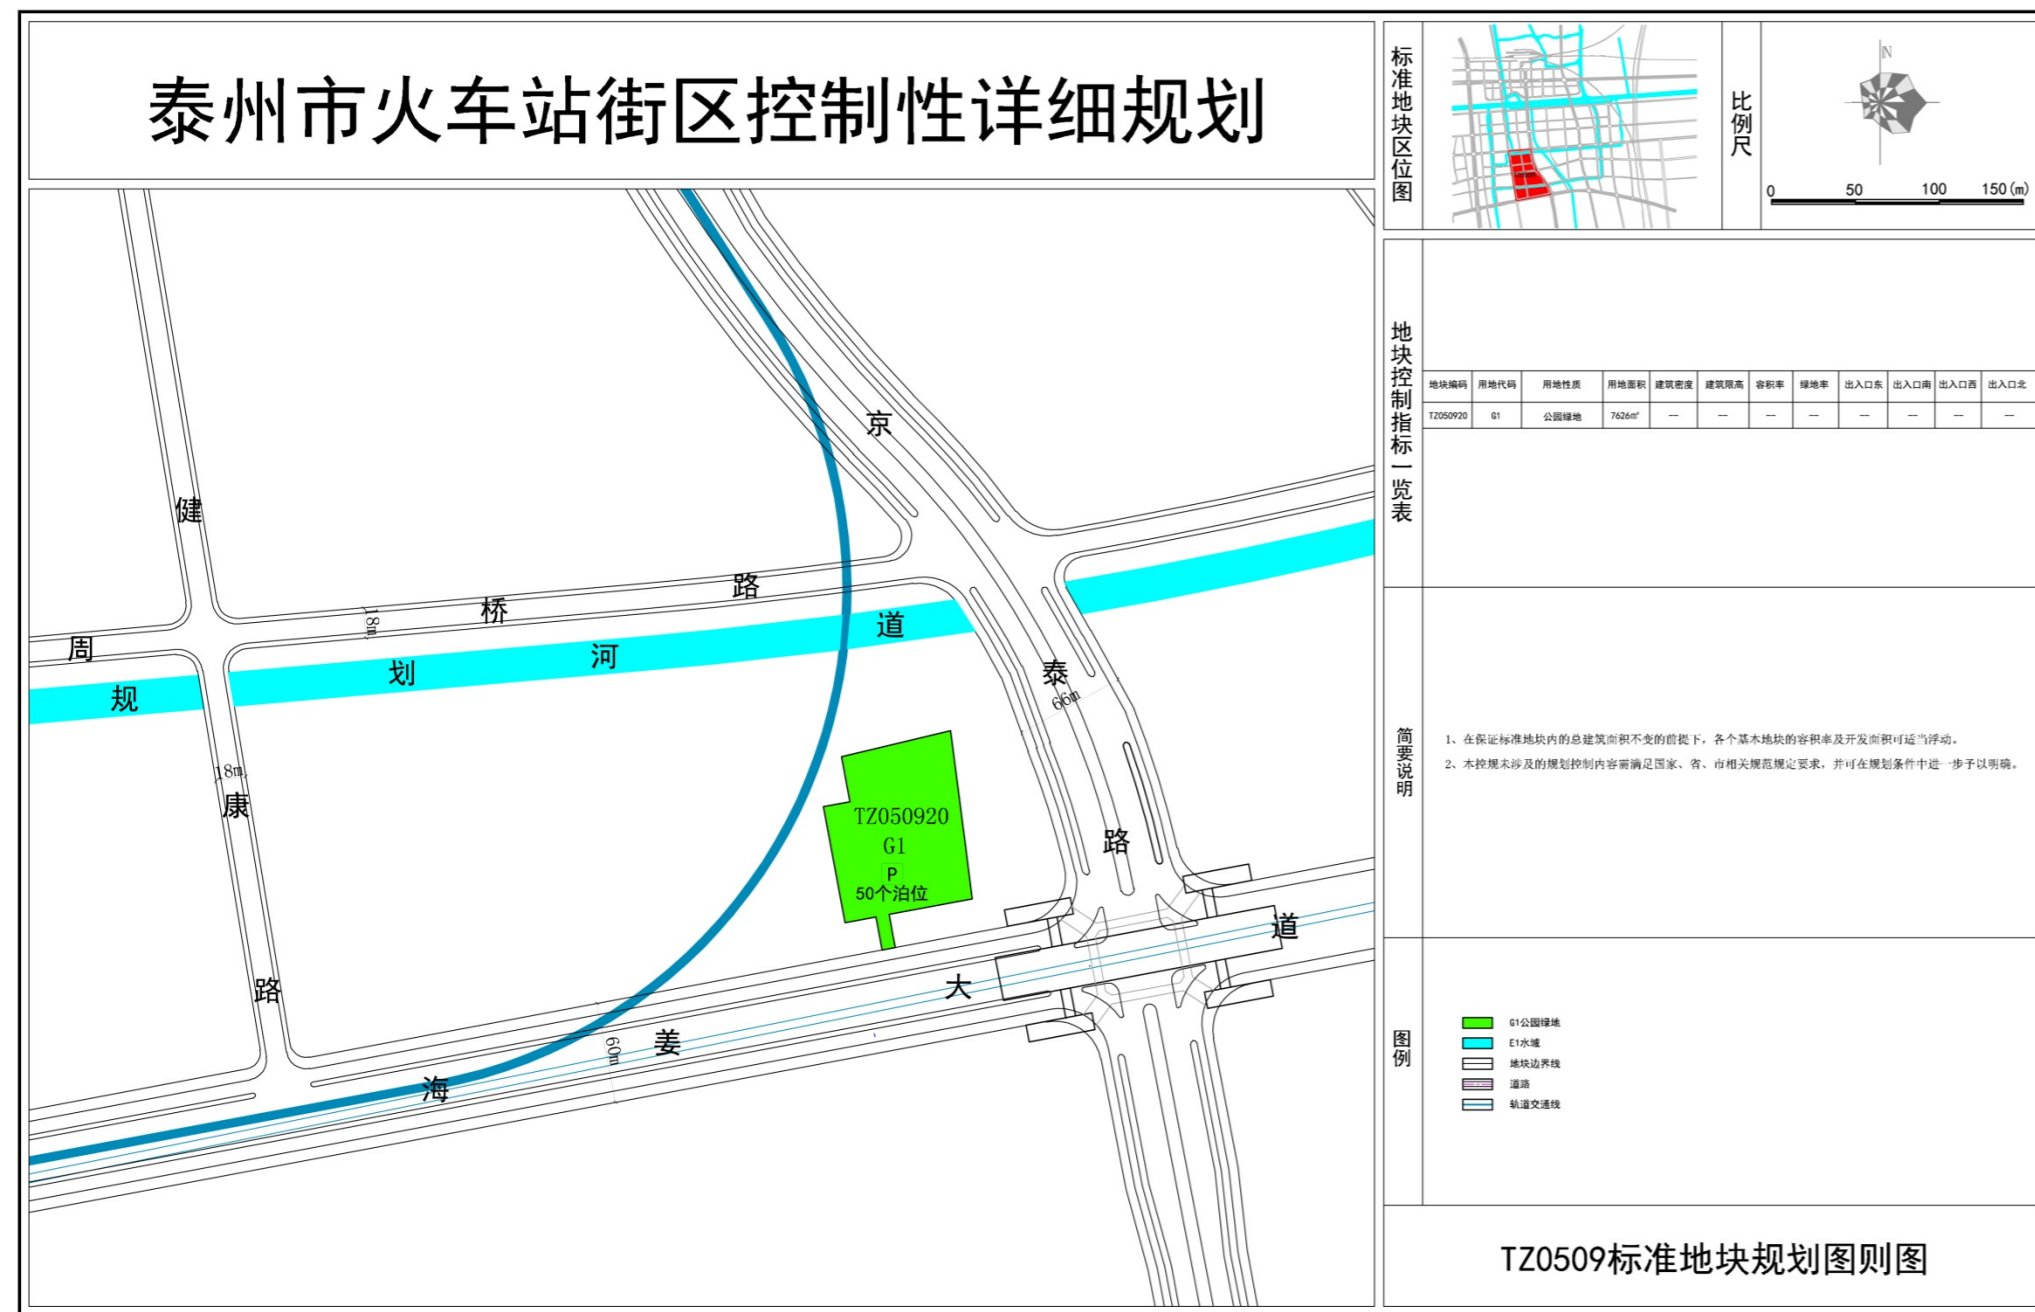 泰州市火车站街区控制性详细规划
标准地块区位图
比例尺
N
0 50 100 150(m)
地块控制指标一览表
地块编码 用地代码 用地性质 用地面积 建筑密度 建筑限高 容积率 绿地率 出入口东 出入口南 出入口西 出入口北
TZ050920 G1 公园绿地 7626㎡ — — — — — — — —
简要说明
1、在保证标准地块内的总建筑面积不变的前提下，各个基本地块的容积率及开发面积可适当浮动。
2、本控规未涉及的规划控制内容需满足国家、省、市相关规范规定要求，并可在规划条件中进一步予以明确。
图例
G1公园绿地
E1水域
地块边界线
道路
轨道交通线
TZ0509标准地块规划图则图
京泰路
健康路
周桥路
规划河道
海姜大道
18m
18m
66m
60m
TZ050920
G1
P
50个泊位